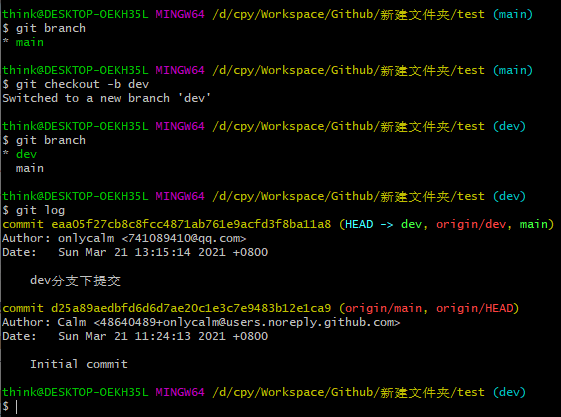 think@DESKTOP-OEKH35L MINGW64 /d/cpy/Workspace/Github/新建文件夹/test (main)
$ git branch
* main
think@DESKTOP-OEKH35L MINGW64 /d/cpy/Workspace/Github/新建文件夹/test (main)
$ git checkout -b dev
Switched to a new branch 'dev'
think@DESKTOP-OEKH35L MINGW64 /d/cpy/Workspace/Github/新建文件夹/test (dev)
$ git branch
* dev
main
think@DESKTOP-OEKH35L MINGW64 /d/cpy/Workspace/Github/新建文件夹/test (dev)
$ git log
commit eaa05f27cb8c8fcc4871ab761e9acfd3f8ba11a8 (HEAD -> dev, origin/dev, main)
Author: onlycalm <741089410@qq.com>
Date:   Sun Mar 21 13:15:14 2021 +0800
dev分支下提交
commit d25a89aedbfd6d6d7ae20c1e3c7e9483b12e1ca9 (origin/main, origin/HEAD)
Author: Calm <48640489+onlycalm@users.noreply.github.com>
Date:   Sun Mar 21 11:24:13 2021 +0800
Initial commit
think@DESKTOP-OEKH35L MINGW64 /d/cpy/Workspace/Github/新建文件夹/test (dev)
$